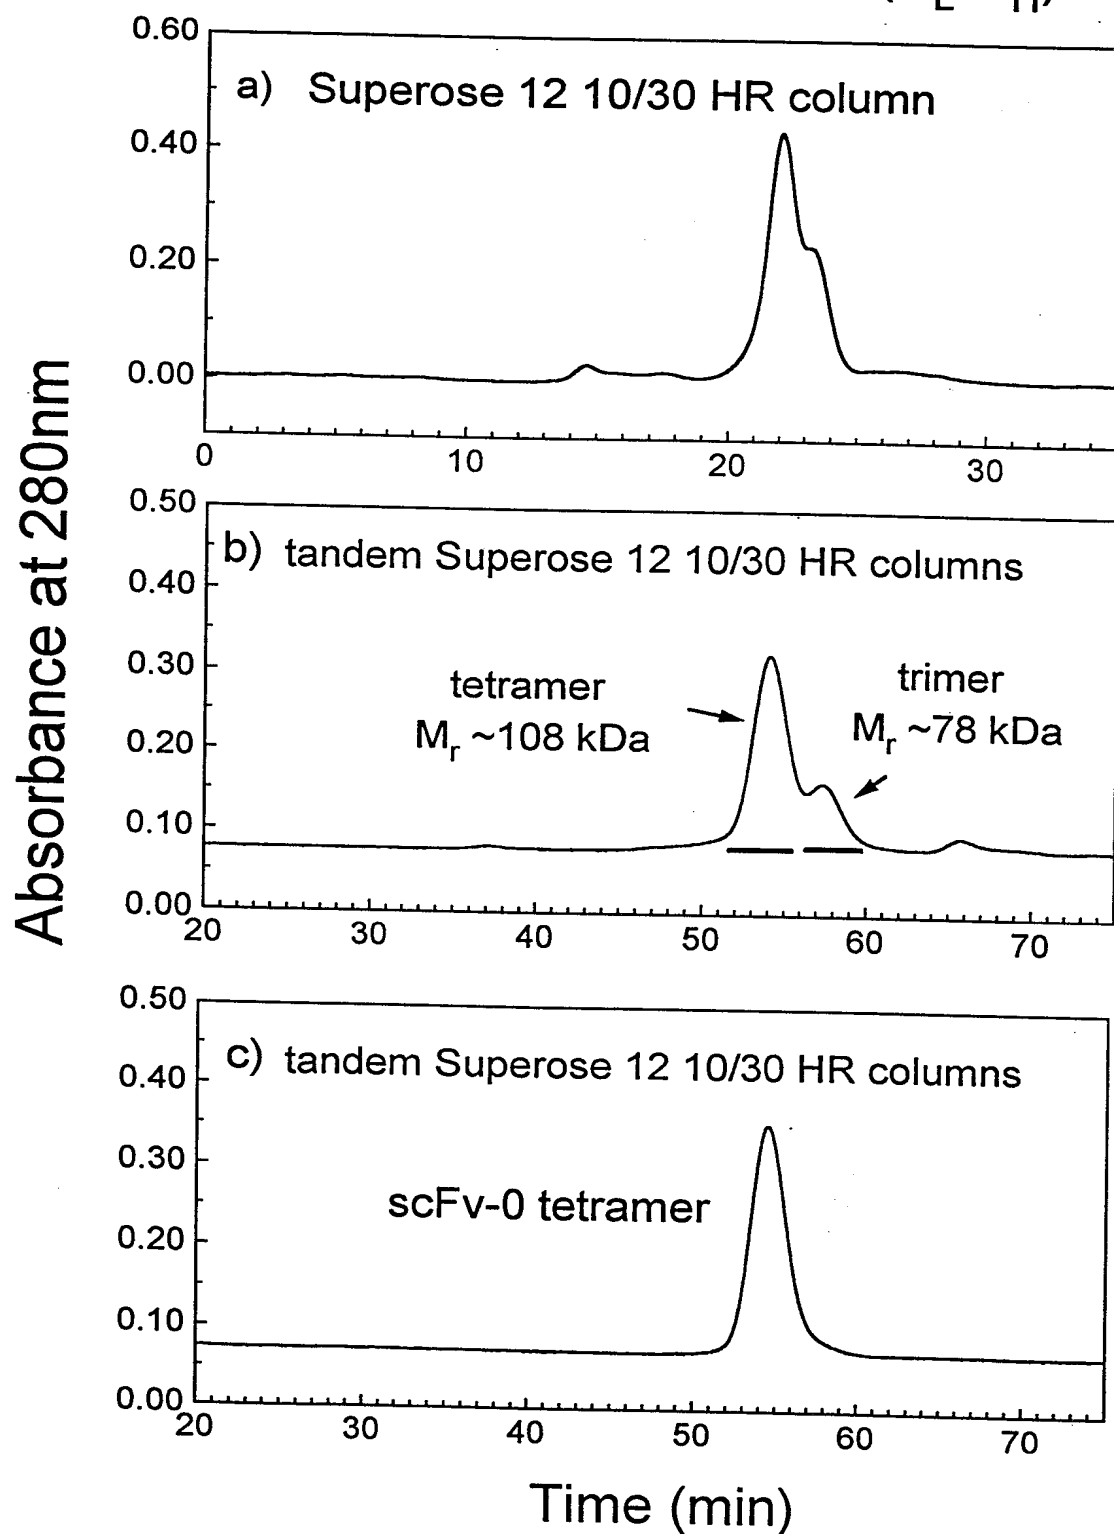 (L H)
0.60
a) Superose 12 10/30 HR column
0.40
0.20
0.00
0 10 20 30
Absorbance at 280nm
0.50
b) tandem Superose 12 10/30 HR columns
0.40
0.30
tetramer
Mr ~108 kDa
trimer
Mr ~78 kDa
0.20
0.10
0.00
20 30 40 50 60 70
0.50
c) tandem Superose 12 10/30 HR columns
0.40
0.30
scFv-0 tetramer
0.20
0.10
0.00
20 30 40 50 60 70
Time (min)